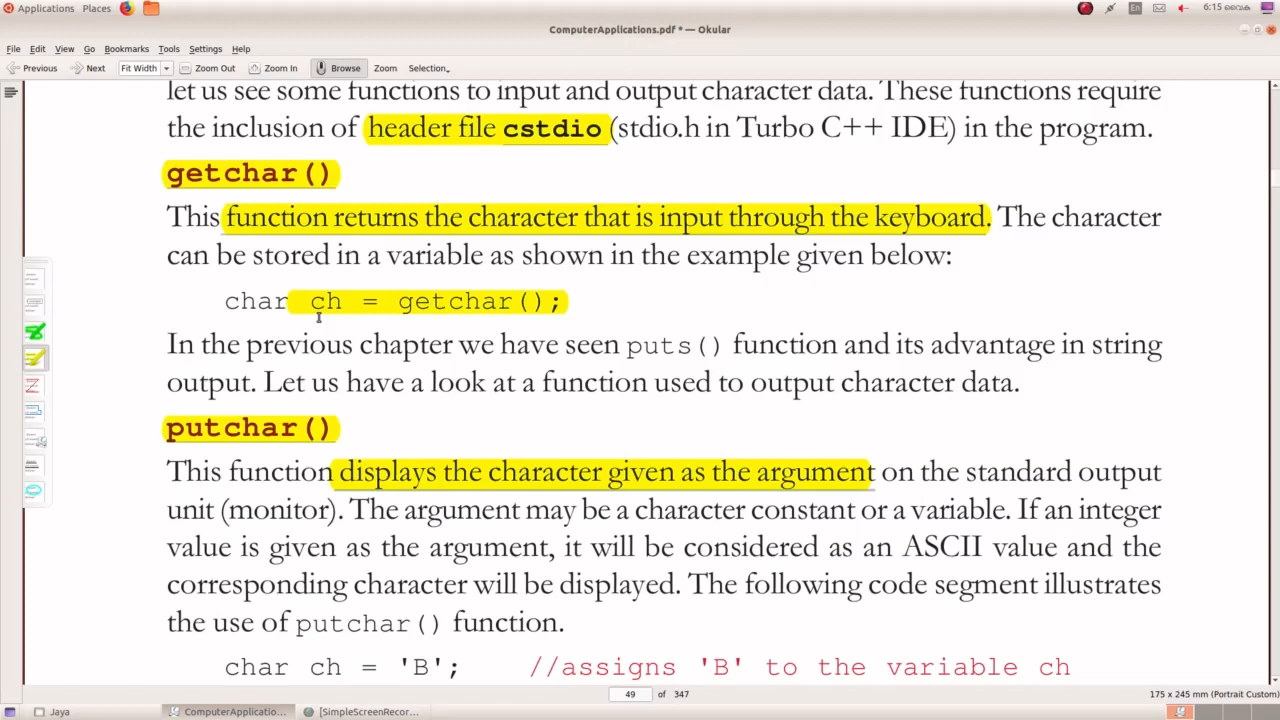 Applications Places En 6:15 വൈകു
ComputerApplications.pdf * — Okular
File Edit View Go Bookmarks Tools Settings Help
Previous Next Fit Width Zoom Out Zoom In Browse Zoom Selection
let us see some functions to input and output character data. These functions require
the inclusion of header file cstdio (stdio.h in Turbo C++ IDE) in the program.
getchar()
This function returns the character that is input through the keyboard. The character
can be stored in a variable as shown in the example given below:
char ch = getchar();
In the previous chapter we have seen puts() function and its advantage in string
output. Let us have a look at a function used to output character data.
putchar()
This function displays the character given as the argument on the standard output
unit (monitor). The argument may be a character constant or a variable. If an integer
value is given as the argument, it will be considered as an ASCII value and the
corresponding character will be displayed. The following code segment illustrates
the use of putchar() function.
char ch = 'B'; //assigns 'B' to the variable ch
49 of 347 175 x 245 mm (Portrait Custom)
Jaya ComputerApplicatio... [SimpleScreenRecor...